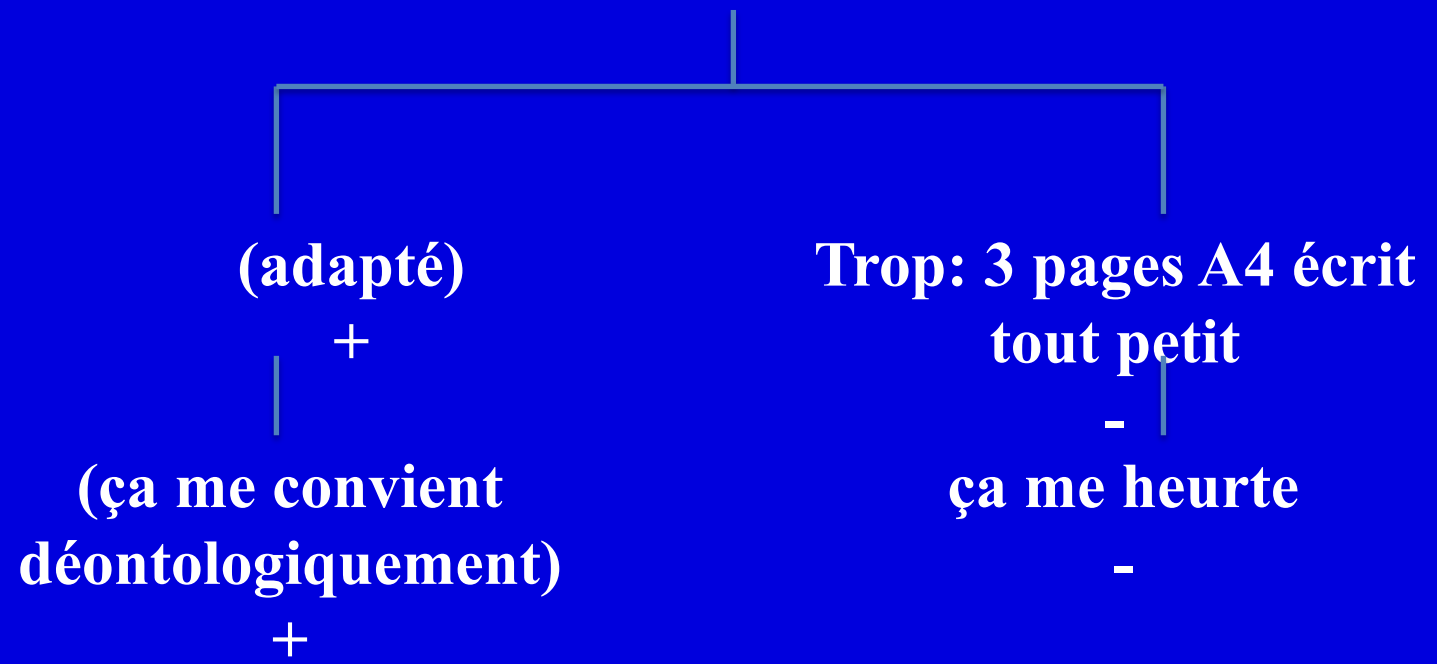 (adapté)
+
Trop: 3 pages A4 écrit
tout petit
-
(ça me convient
déontologiquement)
+
ça me heurte
-